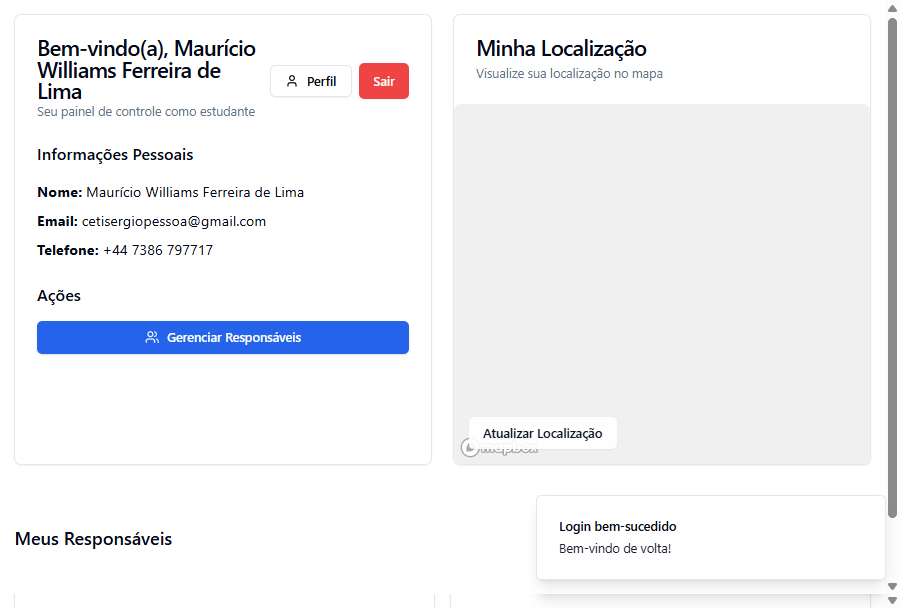 Bem-vindo(a), Maurício
Williams Ferreira de
Lima
Seu painel de controle como estudante
Perfil
Sair
Informações Pessoais
Nome: Maurício Williams Ferreira de Lima
Email: cetisergiopessoa@gmail.com
Telefone: +44 7386 797717
Ações
Gerenciar Responsáveis
Minha Localização
Visualize sua localização no mapa
Atualizar Localização
mapbox
Meus Responsáveis
Login bem-sucedido
Bem-vindo de volta!